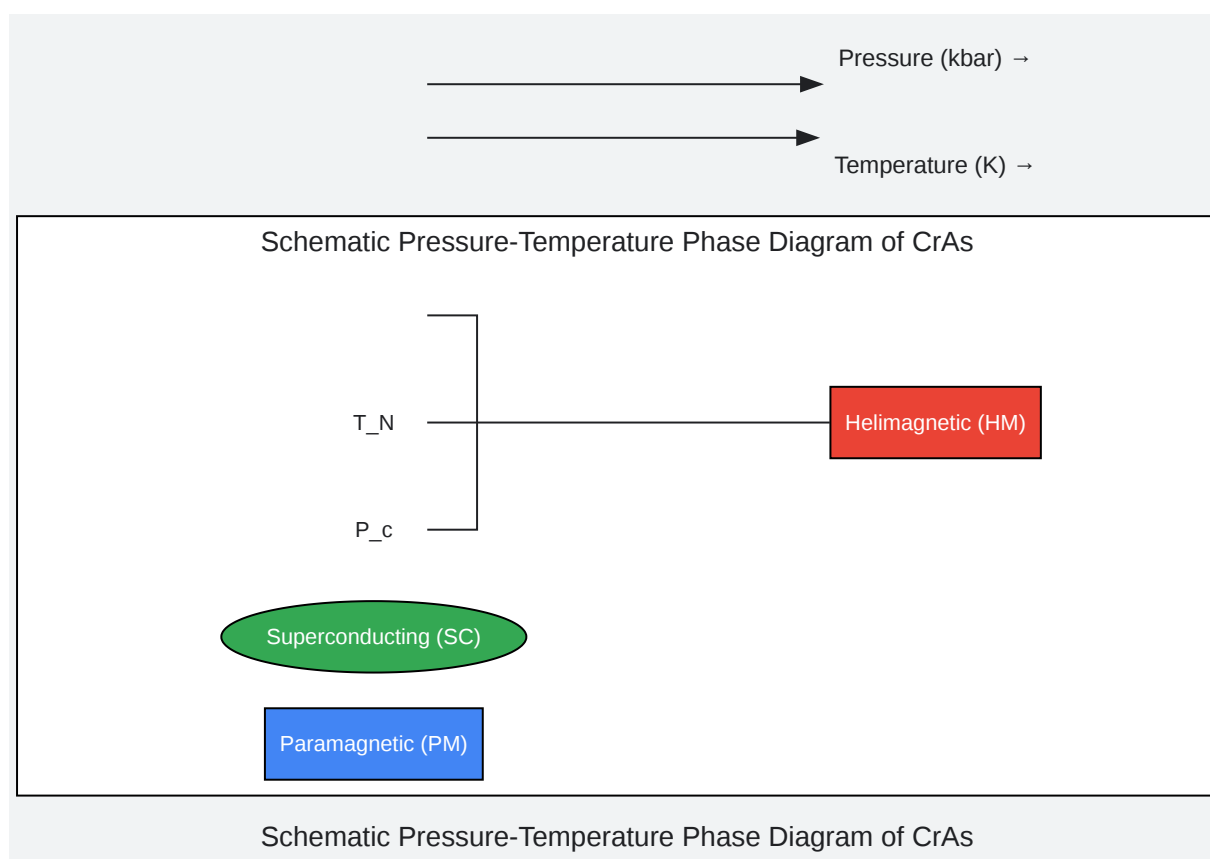 Pressure (kbar) →
Temperature (K) →
Schematic Pressure-Temperature Phase Diagram of CrAs
T_N
Helimagnetic (HM)
P_c
Superconducting (SC)
Paramagnetic (PM)
Schematic Pressure-Temperature Phase Diagram of CrAs